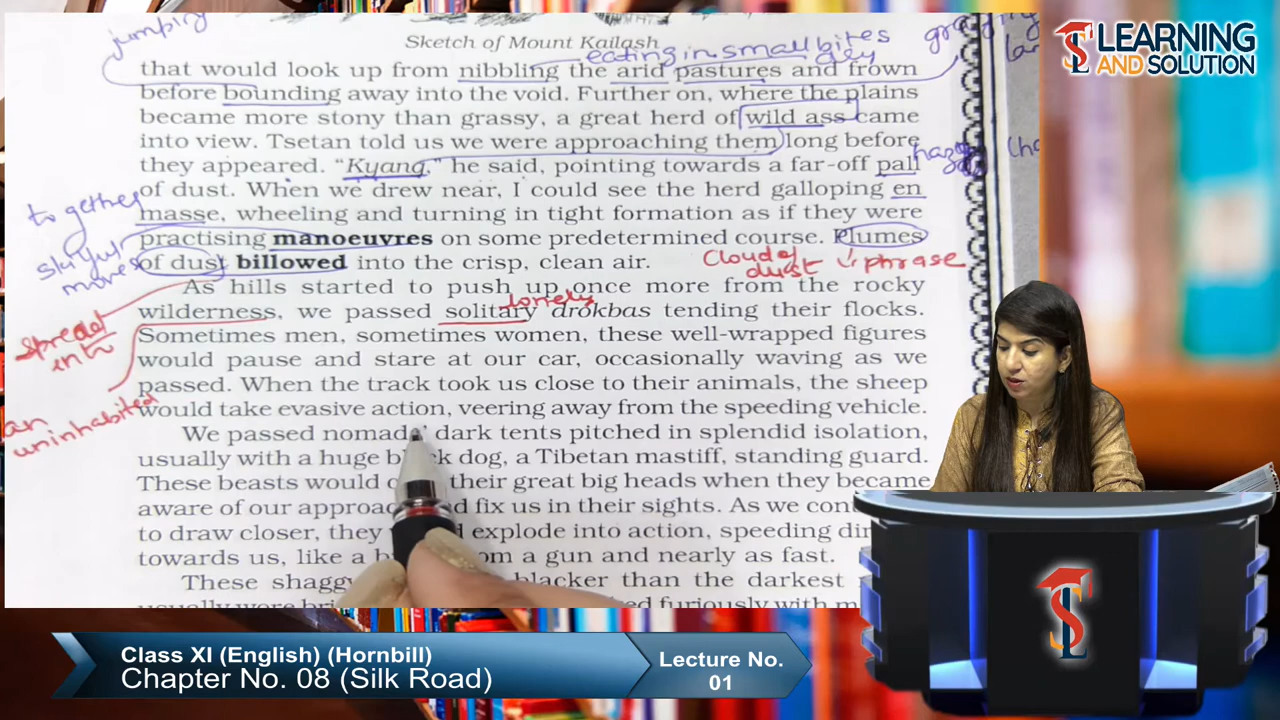 jumping
Sketch of Mount Kailash
eating in small bites
LEARNING
AND SOLUTION
that would look up from nibbling the arid pastures and frown
before bounding away into the void. Further on, where the plains
became more stony than grassy, a great herd of wild ass came
into view. Tsetan told us we were approaching them long before
they appeared. "Kyang," he said, pointing towards a far-off pall
of dust. When we drew near, I could see the herd galloping en
together
masse, wheeling and turning in tight formation as if they were
practising manoeuvres on some predetermined course. Plumes
skilful
moves
of dust billowed into the crisp, clean air.
Cloud of
dust
phrase
As hills started to push up once more from the rocky
lonely
wilderness, we passed solitary drokbas tending their flocks.
spread
into
Sometimes men, sometimes women, these well-wrapped figures
would pause and stare at our car, occasionally waving as we
passed. When the track took us close to their animals, the sheep
an
uninhabited
would take evasive action, veering away from the speeding vehicle.
We passed nomads' dark tents pitched in splendid isolation,
usually with a huge black dog, a Tibetan mastiff, standing guard.
These beasts would their great big heads when they became
aware of our approach and fix us in their sights. As we
to draw closer, they explode into action, speeding
towards us, like a from a gun and nearly as fast.
These shaggy blacker than the darkest
usually wore furiously with
SL
Class XI (English) (Hornbill)
Chapter No. 08 (Silk Road)
Lecture No.
01